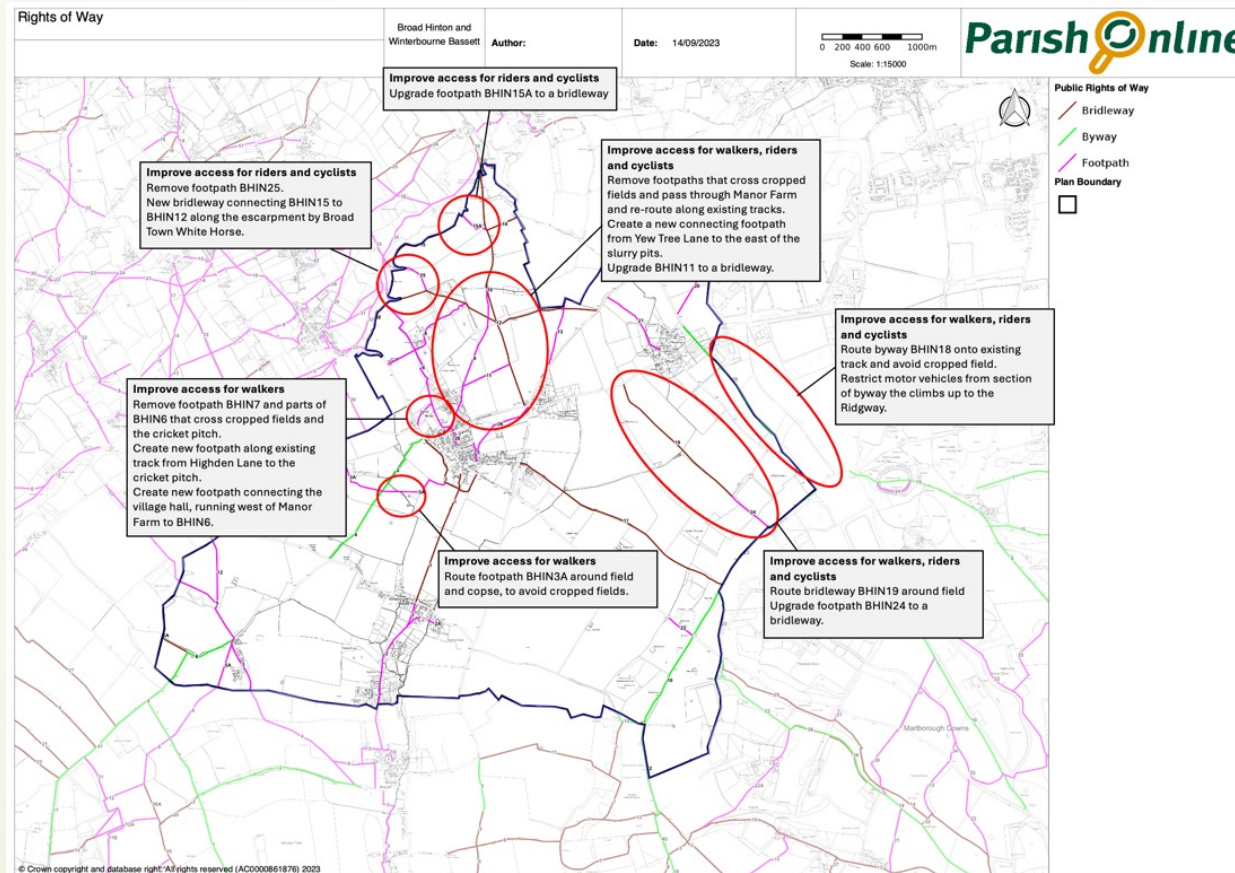 Rights of Way
Broad Hinton and
Winterbourne Bassett
Author:
Date: 14/09/2023
0 200 400 600 1000m
Scale: 1:15000
Parish Online
Public Rights of Way
Bridleway
Byway
Footpath
Plan Boundary
Improve access for riders and cyclists
Upgrade footpath BHIN15A to a bridleway
Improve access for riders and cyclists
Remove footpath BHIN25.
New bridleway connecting BHIN15 to
BHIN12 along the escarpment by Broad
Town White Horse.
Improve access for walkers, riders
and cyclists
Remove footpaths that cross cropped
fields and pass through Manor Farm
and re-route along existing tracks.
Create a new connecting footpath
from Yew Tree Lane to the east of the
slurry pits.
Upgrade BHIN11 to a bridleway.
Improve access for walkers, riders
and cyclists
Route byway BHIN18 onto existing
track and avoid cropped field.
Restrict motor vehicles from section
of byway the climbs up to the
Ridgway.
Improve access for walkers
Remove footpath BHIN7 and parts of
BHIN6 that cross cropped fields and
the cricket pitch.
Create new footpath along existing
track from Highden Lane to the
cricket pitch.
Create new footpath connecting the
village hall, running west of Manor
Farm to BHIN6.
Improve access for walkers
Route footpath BHIN3A around field
and copse, to avoid cropped fields.
Improve access for walkers, riders
and cyclists
Route bridleway BHIN19 around field
Upgrade footpath BHIN24 to a
bridleway.
Marlborough Downs
© Crown copyright and database right. All rights reserved (AC0000861876) 2023